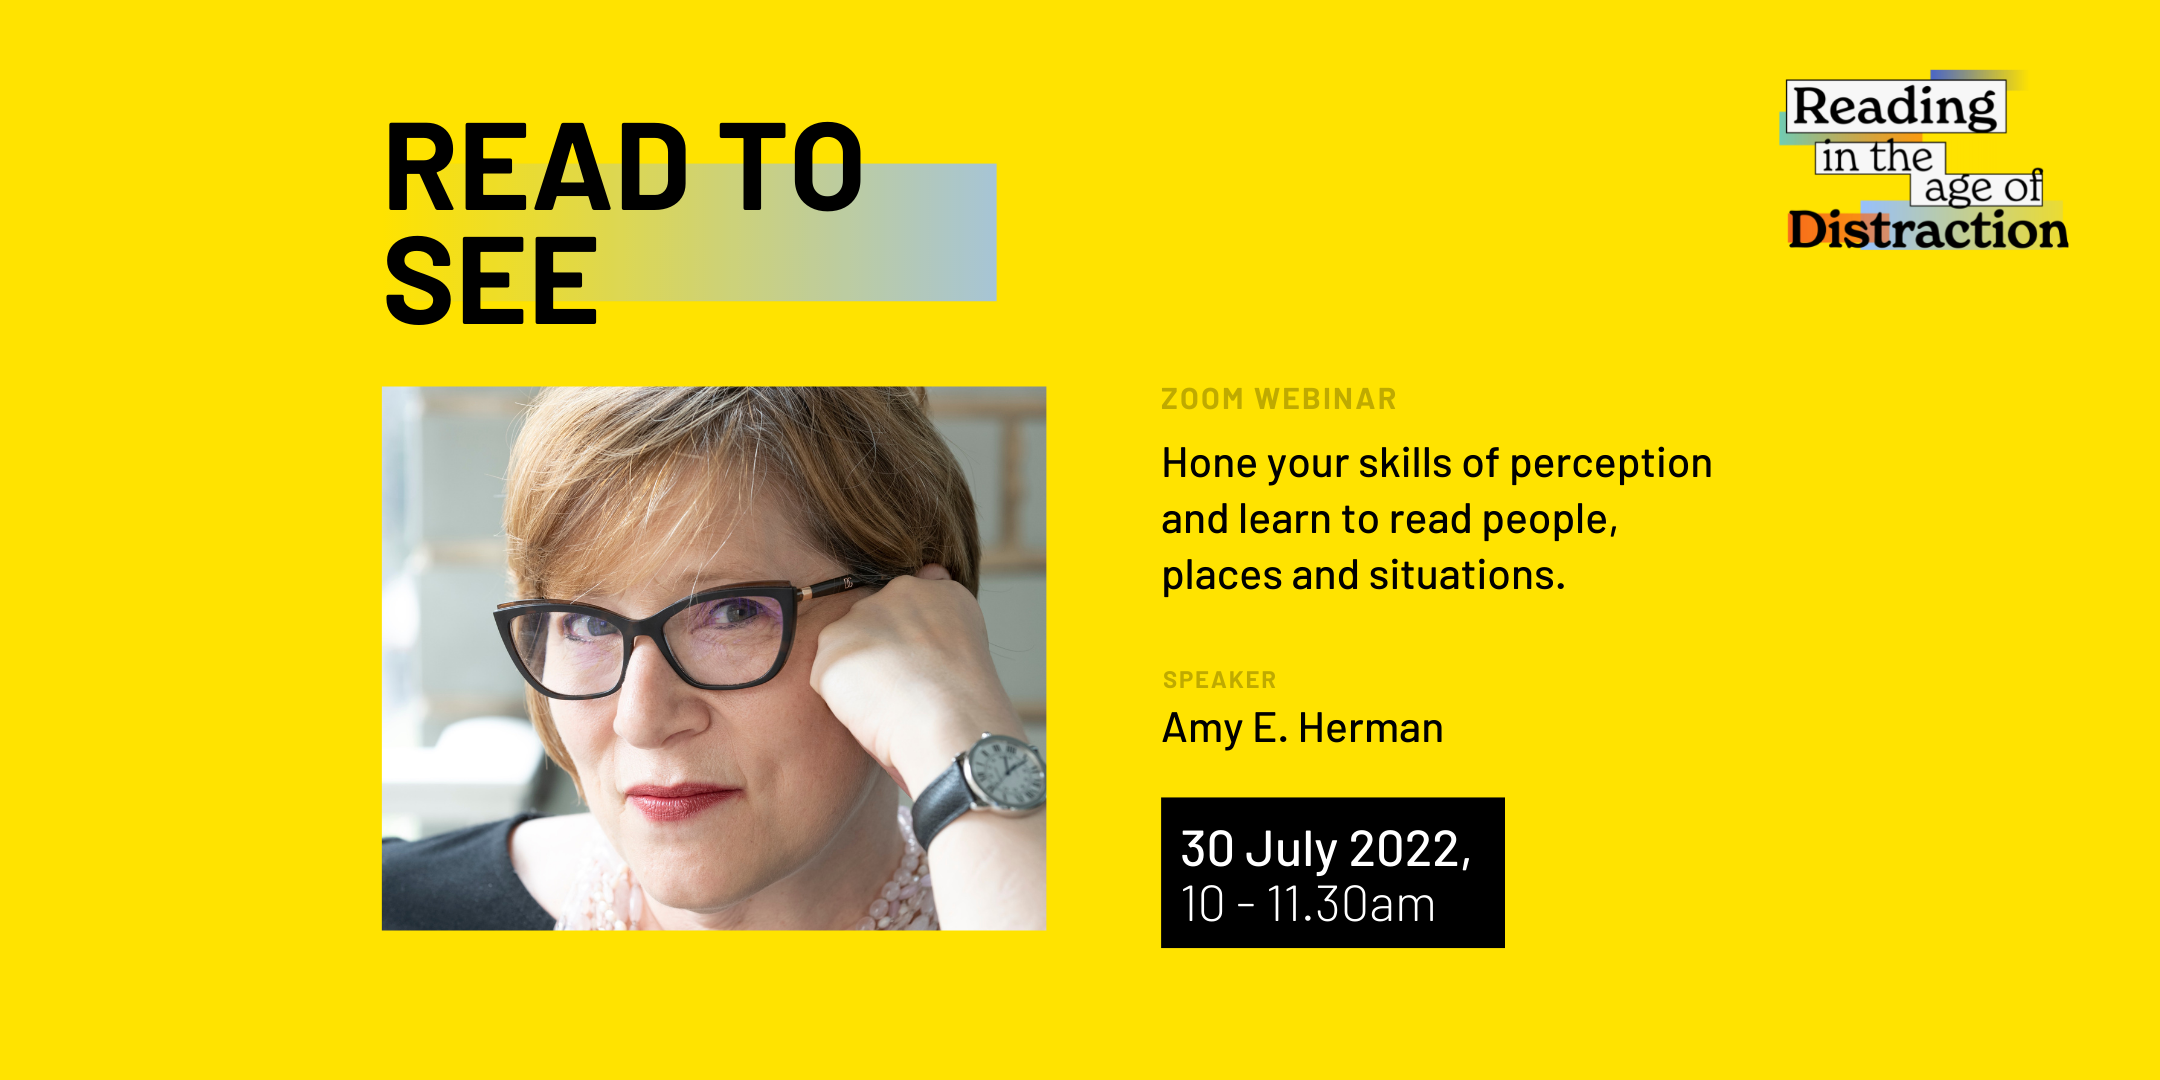 READ TO
SEE
Reading
in the
age of
Distraction
ZOOM WEBINAR
Hone your skills of perception
and learn to read people,
places and situations.
SPEAKER
Amy E. Herman
30 July 2022,
10 - 11.30am